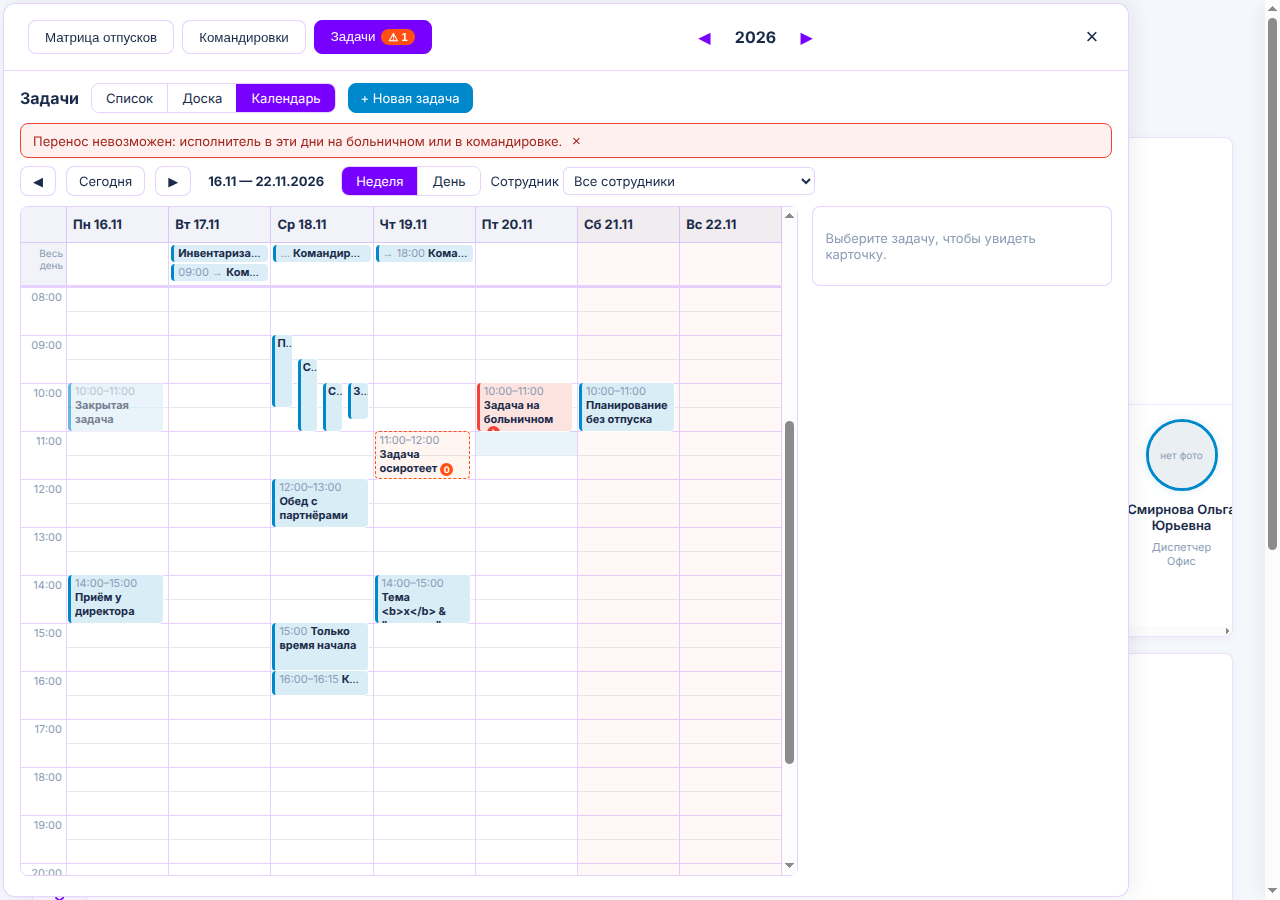 Матрица отпусков
Командировки
Задачи ⚠ 1
◀ 2026 ▶
×
Задачи
Список
Доска
Календарь
+ Новая задача
Перенос невозможен: исполнитель в эти дни на больничном или в командировке. ×
◀ Сегодня ▶
16.11 — 22.11.2026
Неделя
День
Сотрудник
Все сотрудники
Пн 16.11
Вт 17.11
Ср 18.11
Чт 19.11
Пт 20.11
Сб 21.11
Вс 22.11
Весь
день
Инвентариза...
... Командир...
→ 18:00 Кома...
09:00 → Ком...
Выберите задачу, чтобы увидеть
карточку.
08:00
09:00
П..
С..
10:00
10:00–11:00
Закрытая
задача
С..
З..
10:00–11:00
Задача на
больничном
10:00–11:00
Планирование
без отпуска
11:00
11:00–12:00
Задача
осиротеет 0
12:00
12:00–13:00
Обед с
партнёрами
13:00
14:00
14:00–15:00
Приём у
директора
14:00–15:00
Тема
<b>x</b> &
15:00
15:00 Только
время начала
16:00
16:00–16:15 К...
17:00
18:00
19:00
20:00
нет фото
Смирнова Ольга
Юрьевна
Диспетчер
Офис